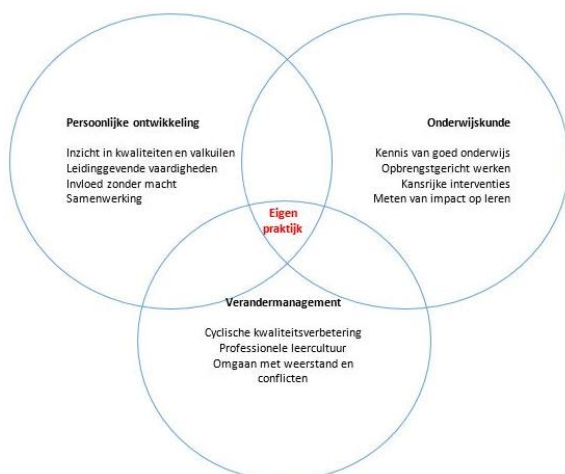 Persoonlijke ontwikkeling
Inzicht in kwaliteiten en valkuilen
Leidinggevende vaardigheden
Invloed zonder macht
Samenwerking
Onderwijskunde
Kennis van goed onderwijs
Opbrengstgericht werken
Kansrijke interventies
Meten van impact op leren
Eigen
praktijk
Verandermanagement
Cyclische kwaliteitsverbetering
Professionele leercultuur
Omgaan met weerstand en
conflicten